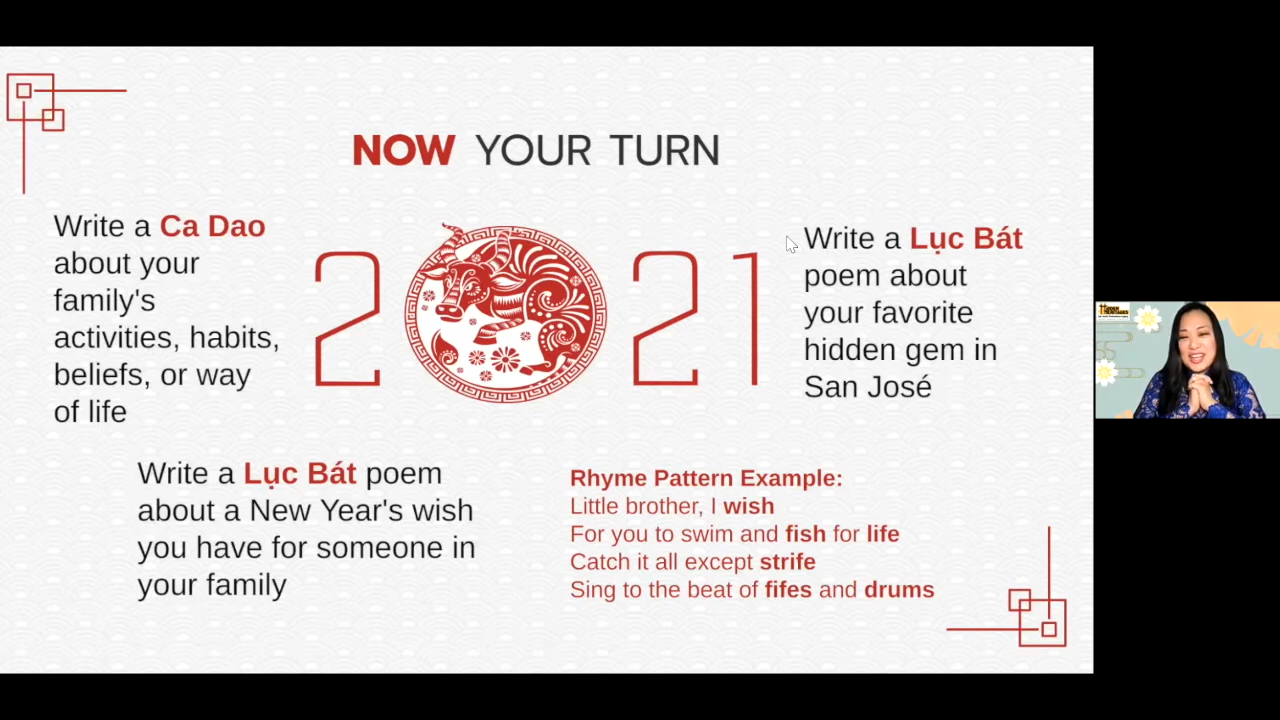 NOW YOUR TURN
Write a Ca Dao
about your
family's
activities, habits,
beliefs, or way
of life
2021
Write a Lục Bát
poem about
your favorite
hidden gem in
San José
Write a Lục Bát poem
about a New Year's wish
you have for someone in
your family
Rhyme Pattern Example:
Little brother, I wish
For you to swim and fish for life
Catch it all except strife
Sing to the beat of fifes and drums